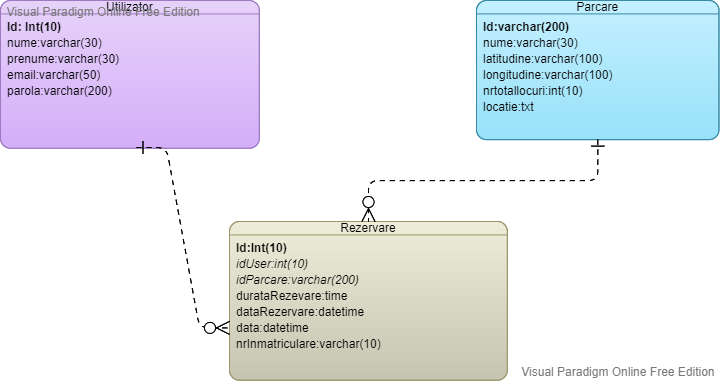 Visual Paradigm Online Free Edition
Utilizator
Id: Int(10)
nume:varchar(30)
prenume:varchar(30)
email:varchar(50)
parola:varchar(200)
Parcare
Id:varchar(200)
nume:varchar(30)
latitudine:varchar(100)
longitudine:varchar(100)
nrtotallocuri:int(10)
locatie:txt
Rezervare
Id:Int(10)
idUser:int(10)
idParcare:varchar(200)
durataRezevare:time
dataRezervare:datetime
data:datetime
nrInmatriculare:varchar(10)
Visual Paradigm Online Free Edition